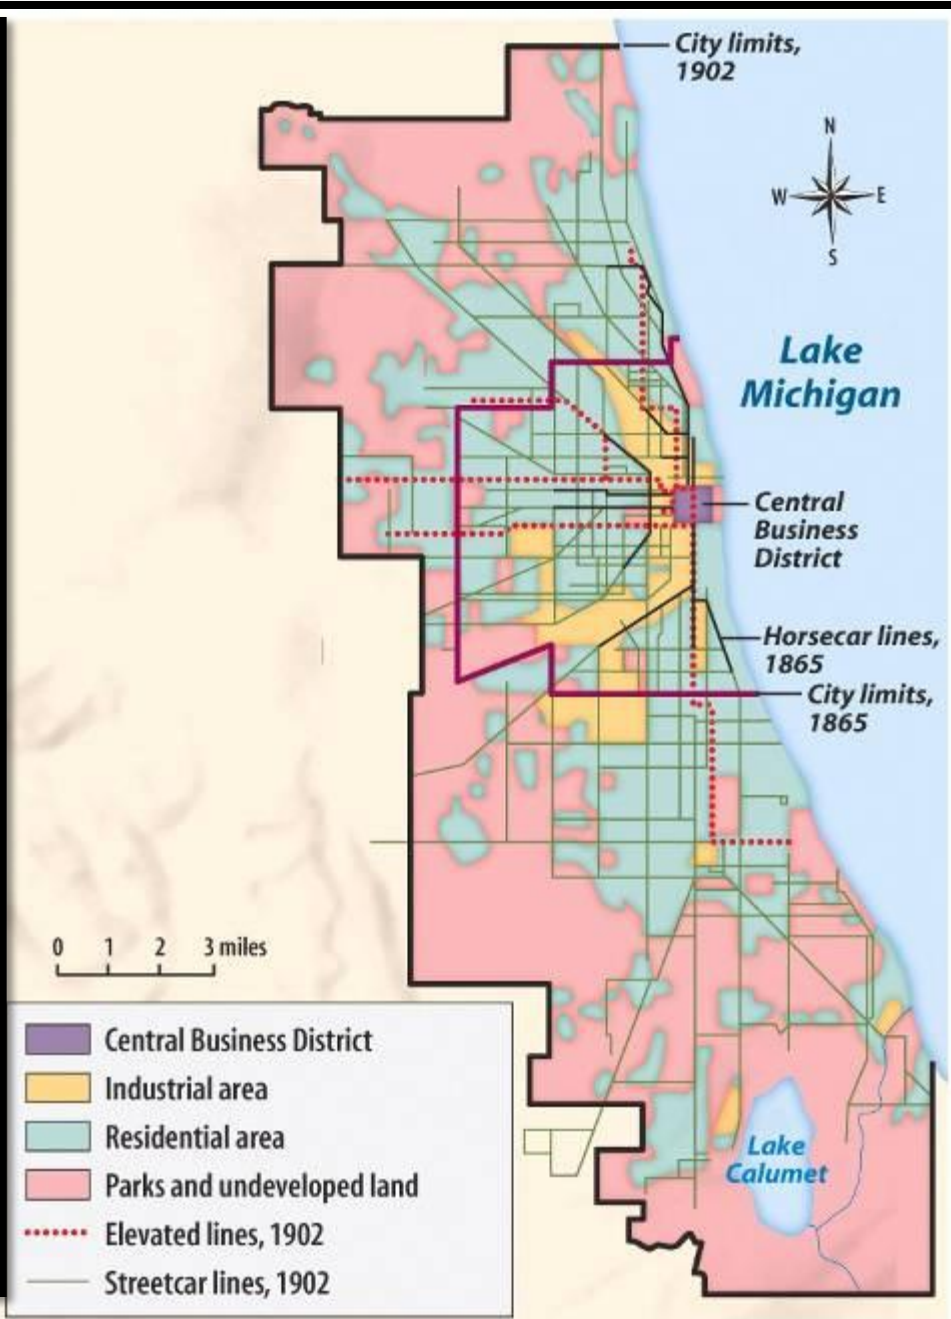 City limits,
1902
N
W
E
S
Lake
Michigan
Central
Business
District
Horsecar lines,
1865
City limits,
1865
0 1 2 3 miles
Central Business District
Industrial area
Residential area
Parks and undeveloped land
Elevated lines, 1902
Streetcar lines, 1902
Lake
Calumet